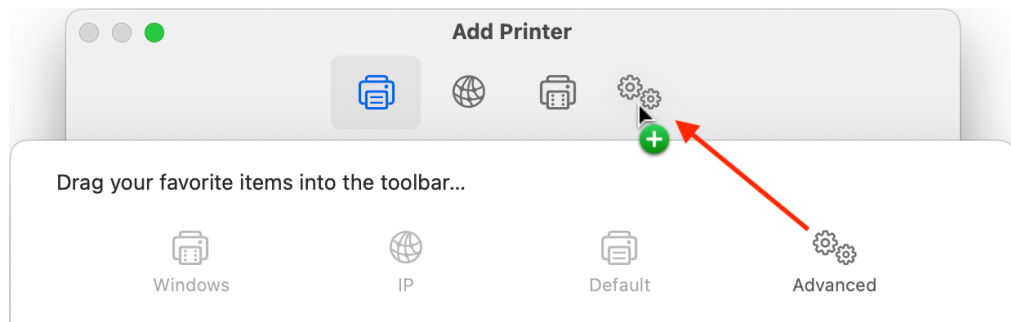 Add Printer
Drag your favorite items into the toolbar...
Windows
IP
Default
Advanced